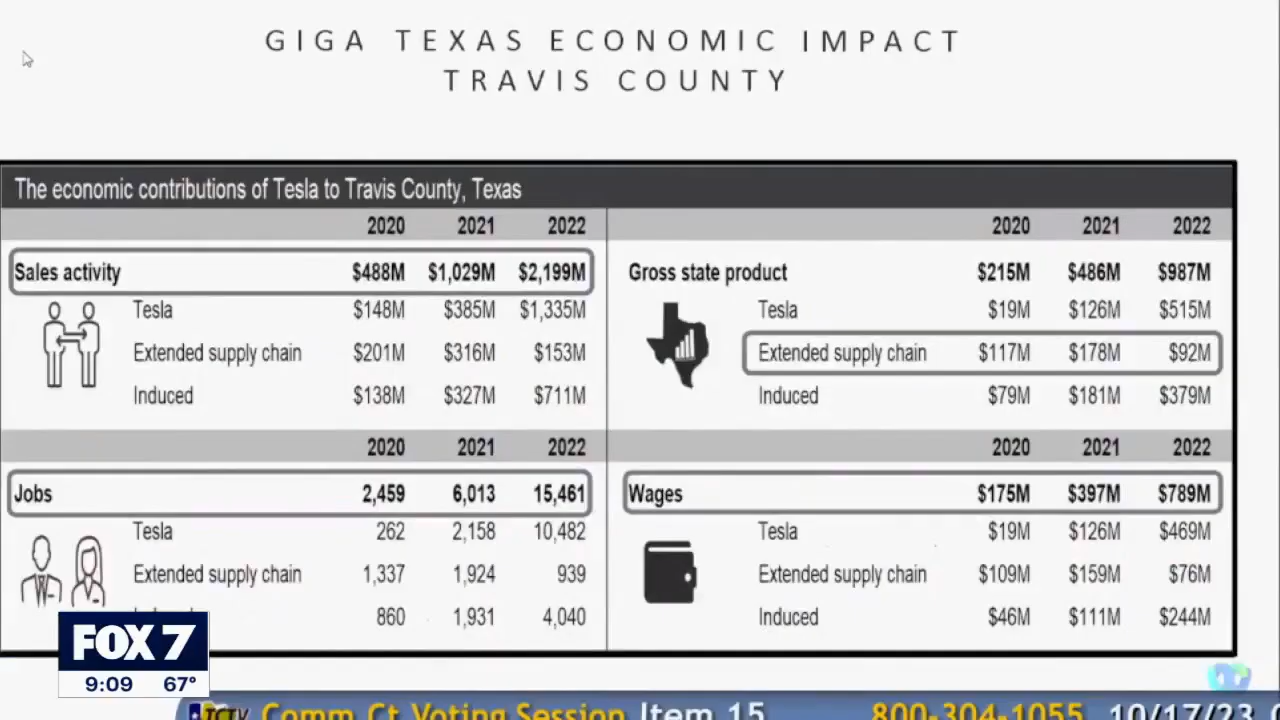 GIGA TEXAS ECONOMIC IMPACT
TRAVIS COUNTY
The economic contributions of Tesla to Travis County, Texas
2020 2021 2022
Sales activity $488M $1,029M $2,199M
Tesla $148M $385M $1,335M
Extended supply chain $201M $316M $153M
Induced $138M $327M $711M
2020 2021 2022
Gross state product $215M $486M $987M
Tesla $19M $126M $515M
Extended supply chain $117M $178M $92M
Induced $79M $181M $379M
2020 2021 2022
Jobs 2,459 6,013 15,461
Tesla 262 2,158 10,482
Extended supply chain 1,337 1,924 939
860 1,931 4,040
2020 2021 2022
Wages $175M $397M $789M
Tesla $19M $126M $469M
Extended supply chain $109M $159M $76M
Induced $46M $111M $244M
FOX 7
9:09 67°
TCTV Comm Ct Voting Session Item 15 800-304-1055 10/17/23